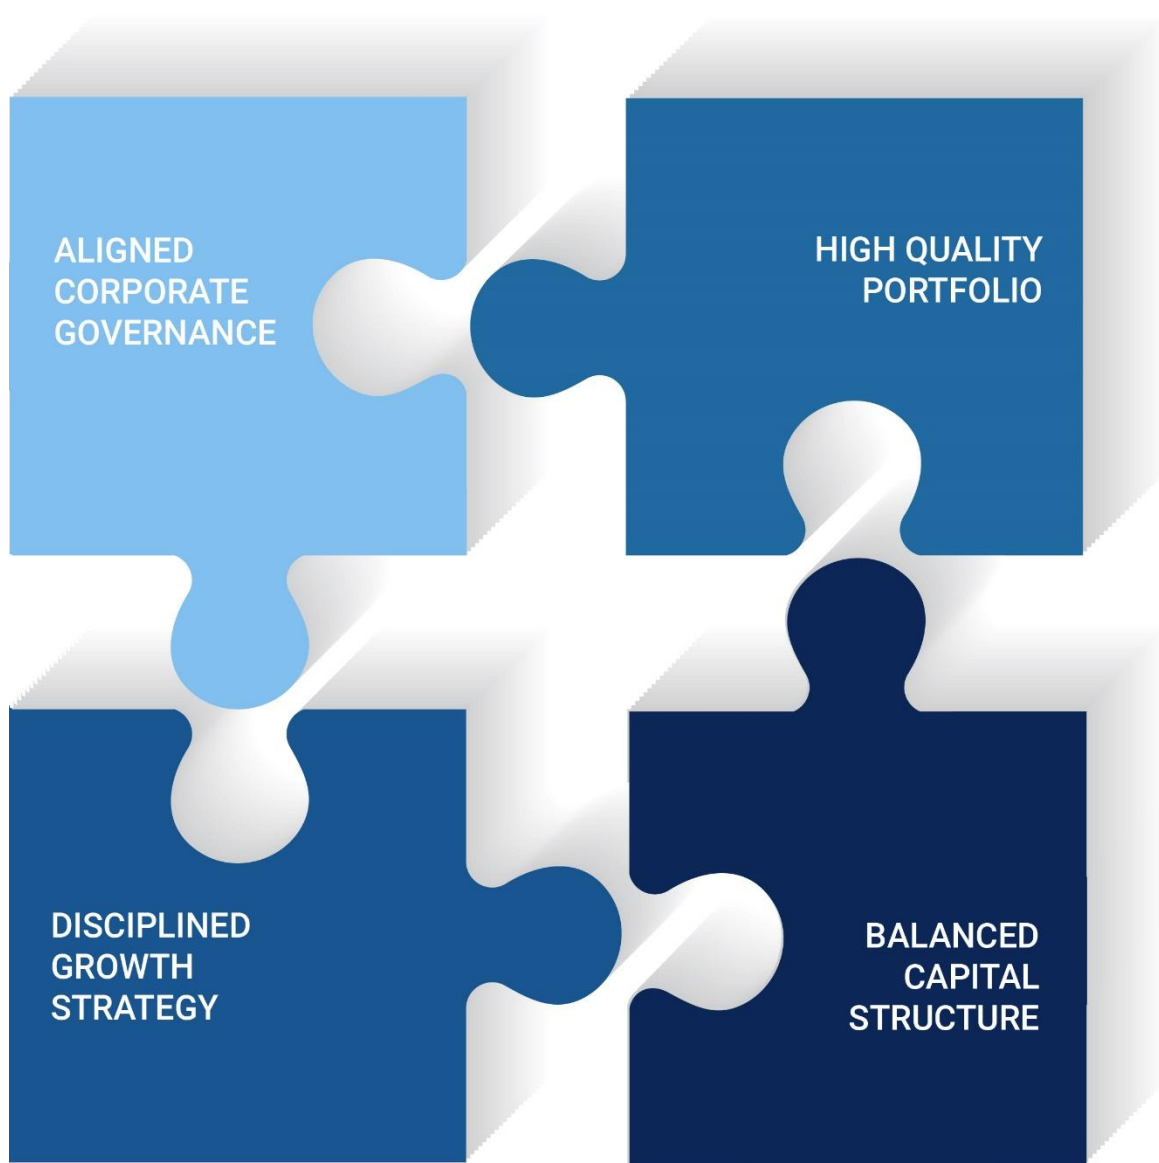 ALIGNED
CORPORATE
GOVERNANCE
HIGH QUALITY
PORTFOLIO
DISCIPLINED
GROWTH
STRATEGY
BALANCED
CAPITAL
STRUCTURE